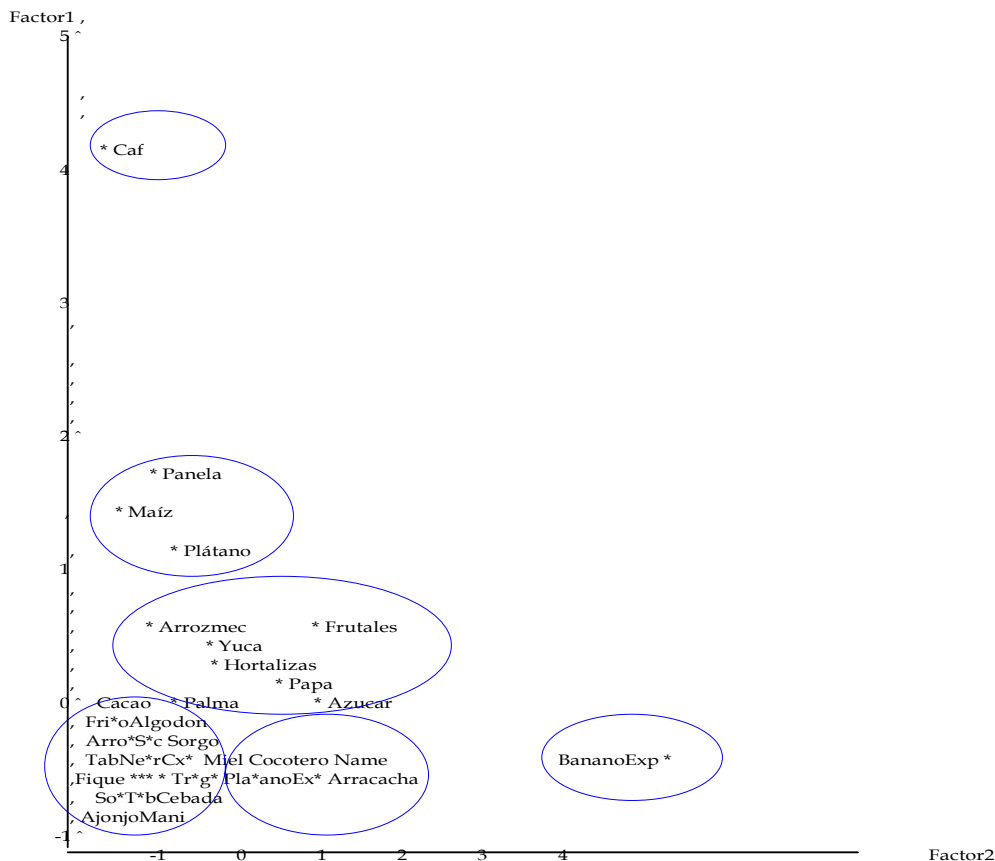 Factor1 ,
5 ˆ
,
,
* Caf
4
3
,
,
,
,
,
2 ˆ
* Panela
* Maíz
,
* Plátano
,
1
,
,
* Arrozmec * Frutales
,
* Yuca
,
* Hortalizas
,
* Papa
,
0 ˆ Cacao * Palma * Azucar
, Fri*oAlgodon
, Arro*S*c Sorgo
, TabNe*rCx* Miel Cocotero Name BananoExp *
,Fique *** * Tr*g* Pla*anoEx* Arracacha
, So*T*bCebada
, AjonjoMani
-1 ˆ
-1 0 1 2 3 4 Factor2